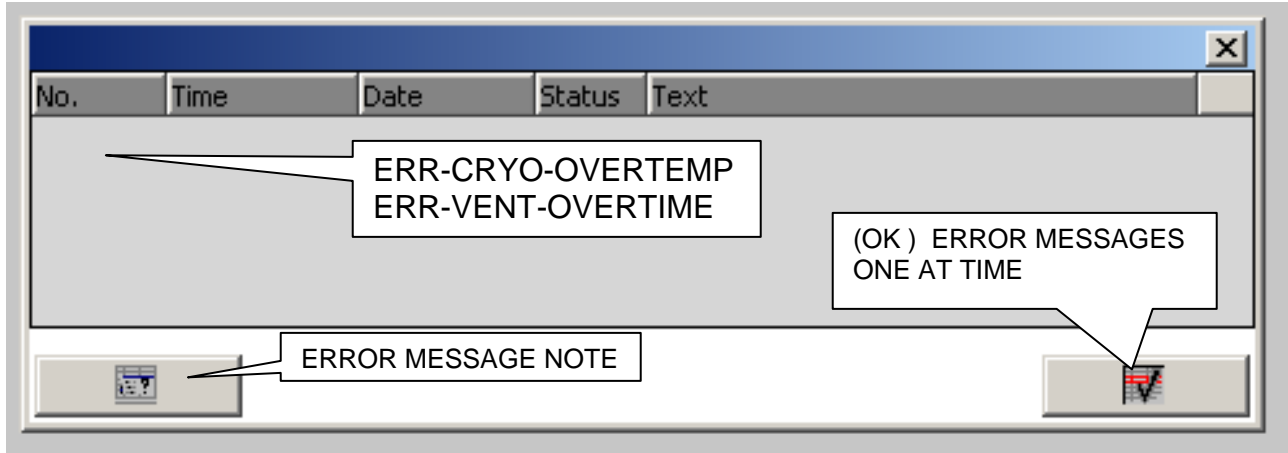 No. Time Date Status Text
ERR-CRYO-OVERTEMP
ERR-VENT-OVERTIME
(OK ) ERROR MESSAGES
ONE AT TIME
ERROR MESSAGE NOTE